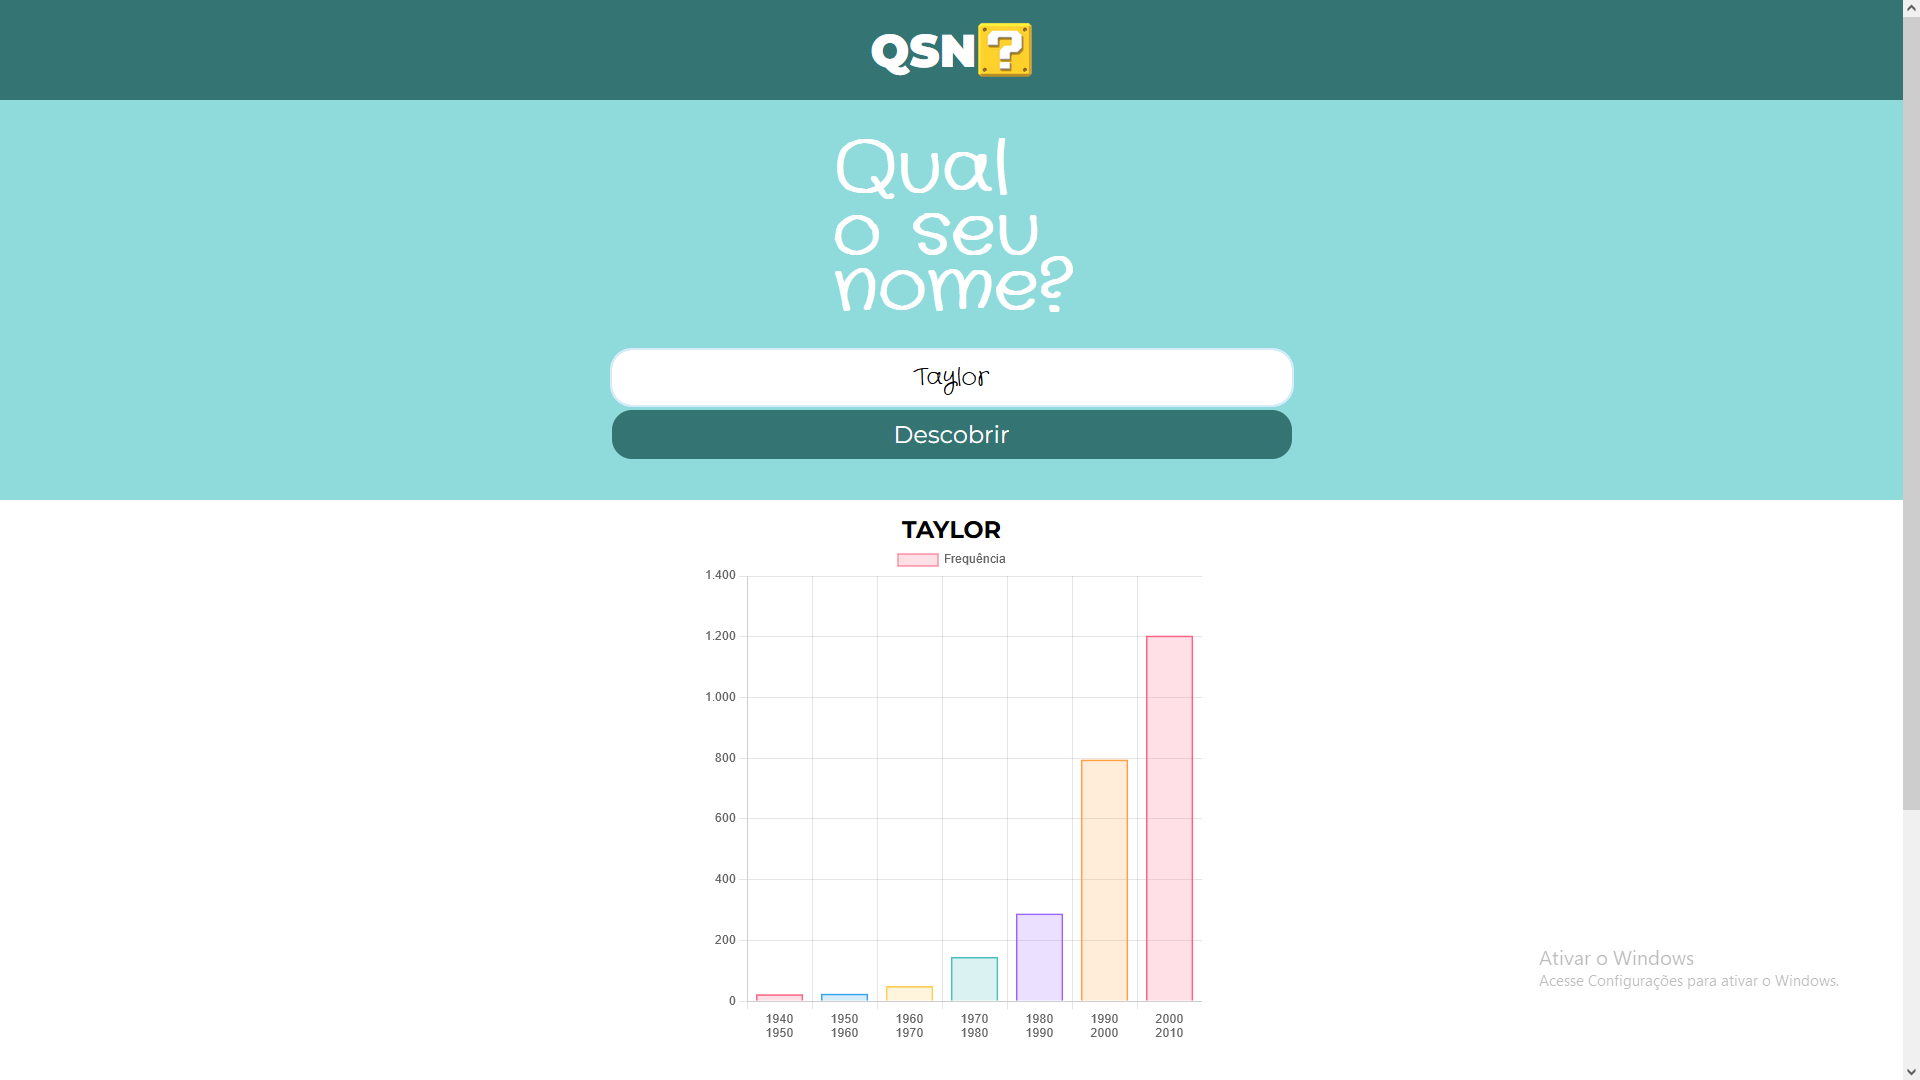 QSN?
Qual
o seu
nome?
Taylor
Descobrir
TAYLOR
Frequência
1.400
1.200
1.000
800
600
400
200
0
1940 1950 1960 1970 1980 1990 2000
1950 1960 1970 1980 1990 2000 2010
Ativar o Windows
Acesse Configurações para ativar o Windows.